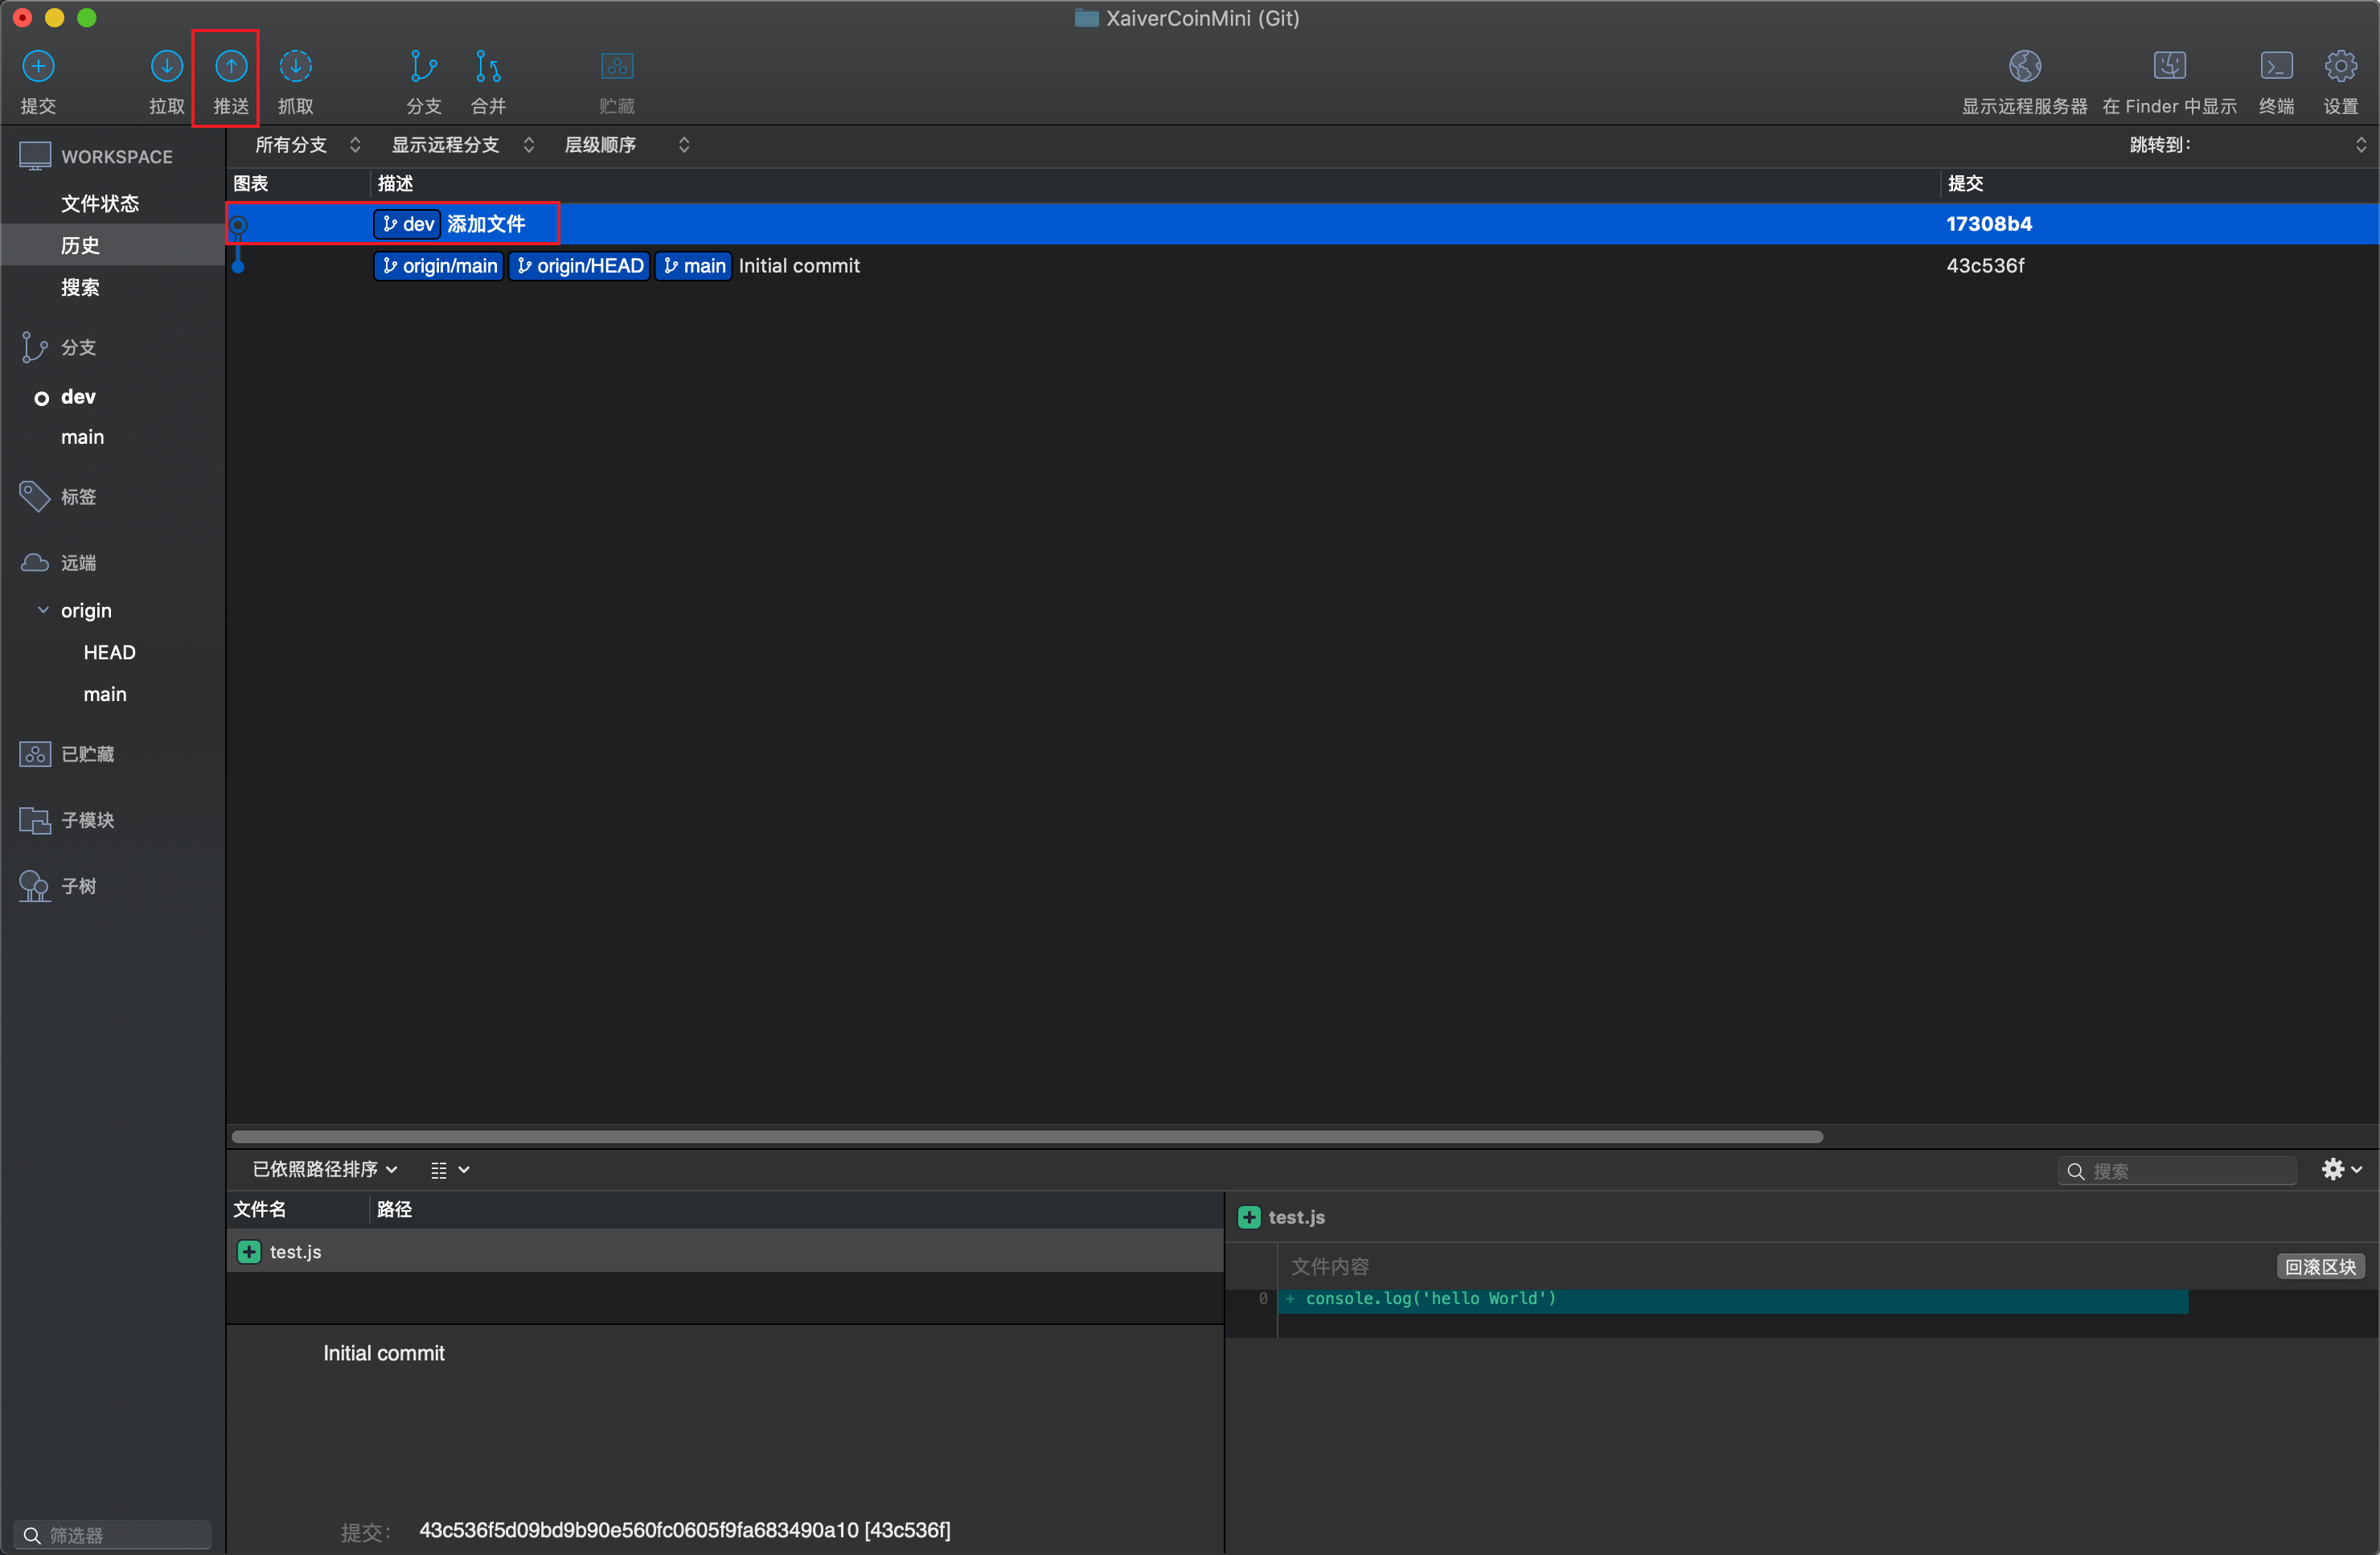 XaiverCoinMini (Git)
提交 拉取 推送 抓取 分支 合并 贮藏 显示远程服务器 在 Finder 中显示 终端 设置
WORKSPACE
文件状态
历史
搜索
分支
dev
main
标签
远端
origin
HEAD
main
已贮藏
子模块
子树
筛选器
所有分支 显示远程分支 层级顺序 跳转到：
图表 描述 提交
dev 添加文件 17308b4
origin/main origin/HEAD main Initial commit 43c536f
已依照路径排序 搜索
文件名 路径
test.js
Initial commit
提交： 43c536f5d09bd9b90e560fc0605f9fa683490a10 [43c536f]
test.js
文件内容 回滚区块
0 + console.log('hello World')